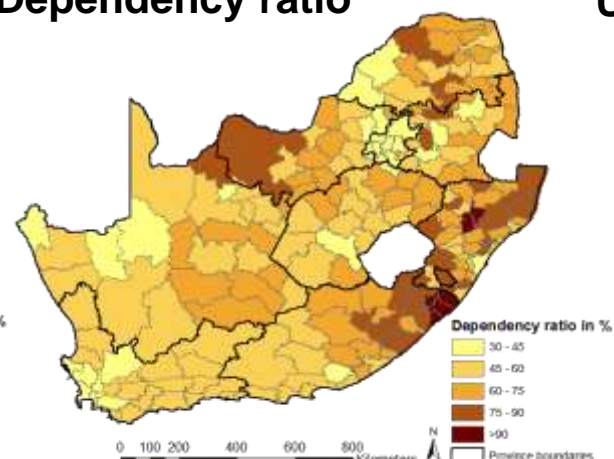 Dependency ratio
U
%
Dependency ratio in %
30 - 45
45 - 60
60 - 75
75 - 90
>90
Province boundaries
N
0 100 200 400 600 800
Kilometers